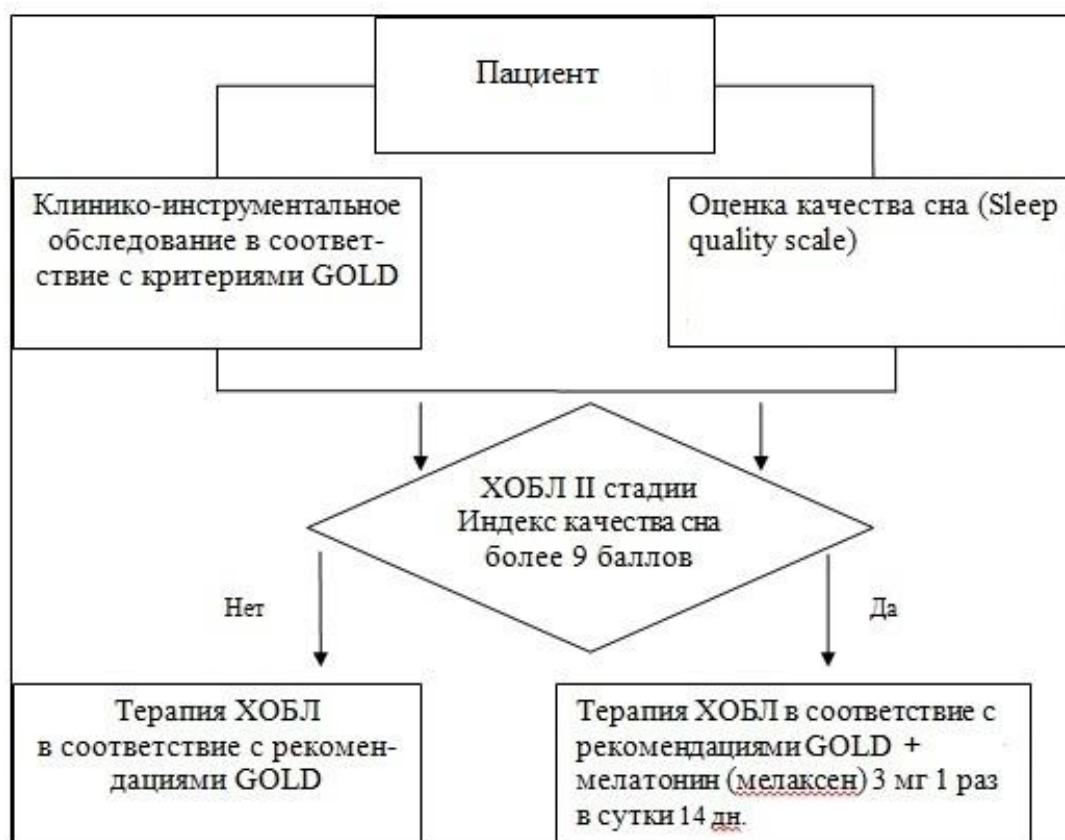 Пациент
Клинико-инструментальное
обследование в соответ-
ствие с критериями GOLD
Оценка качества сна (Sleep
quality scale)
ХОБЛ II стадии
Индекс качества сна
более 9 баллов
Нет
Да
Терапия ХОБЛ
в соответствие с рекомен-
дациями GOLD
Терапия ХОБЛ в соответствие с
рекомендациями GOLD +
мелатонин (мелаксен) 3 мг 1 раз
в сутки 14 дн.